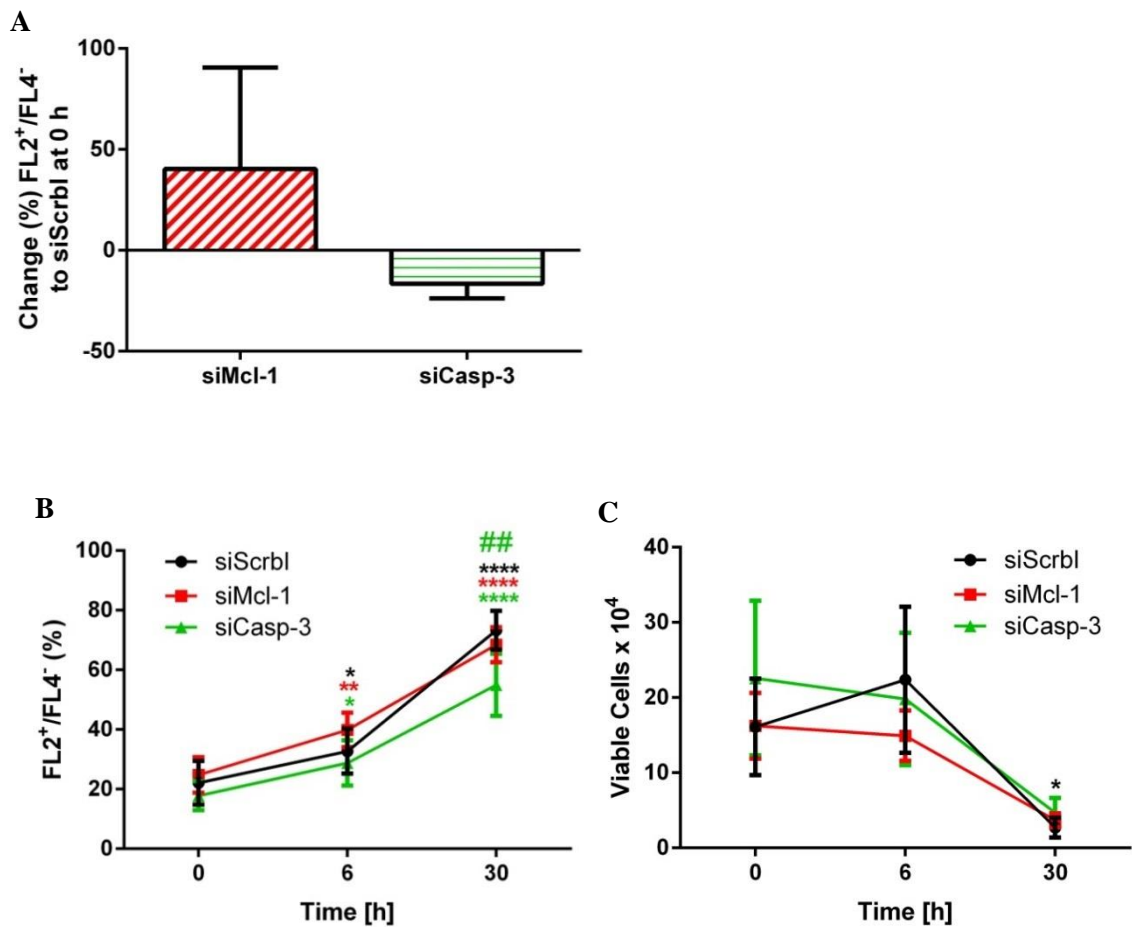 A
Change (%) FL2⁺/FL4⁻
to siScrbl at 0 h
100
50
0
-50
siMcl-1
siCasp-3
B
FL2⁺/FL4⁻ (%)
100
80
60
40
20
0
siScrbl
siMcl-1
siCasp-3
*
**
*
##
****
****
****
0
6
30
Time [h]
C
Viable Cells x 10⁴
40
30
20
10
0
siScrbl
siMcl-1
siCasp-3
*
0
6
30
Time [h]